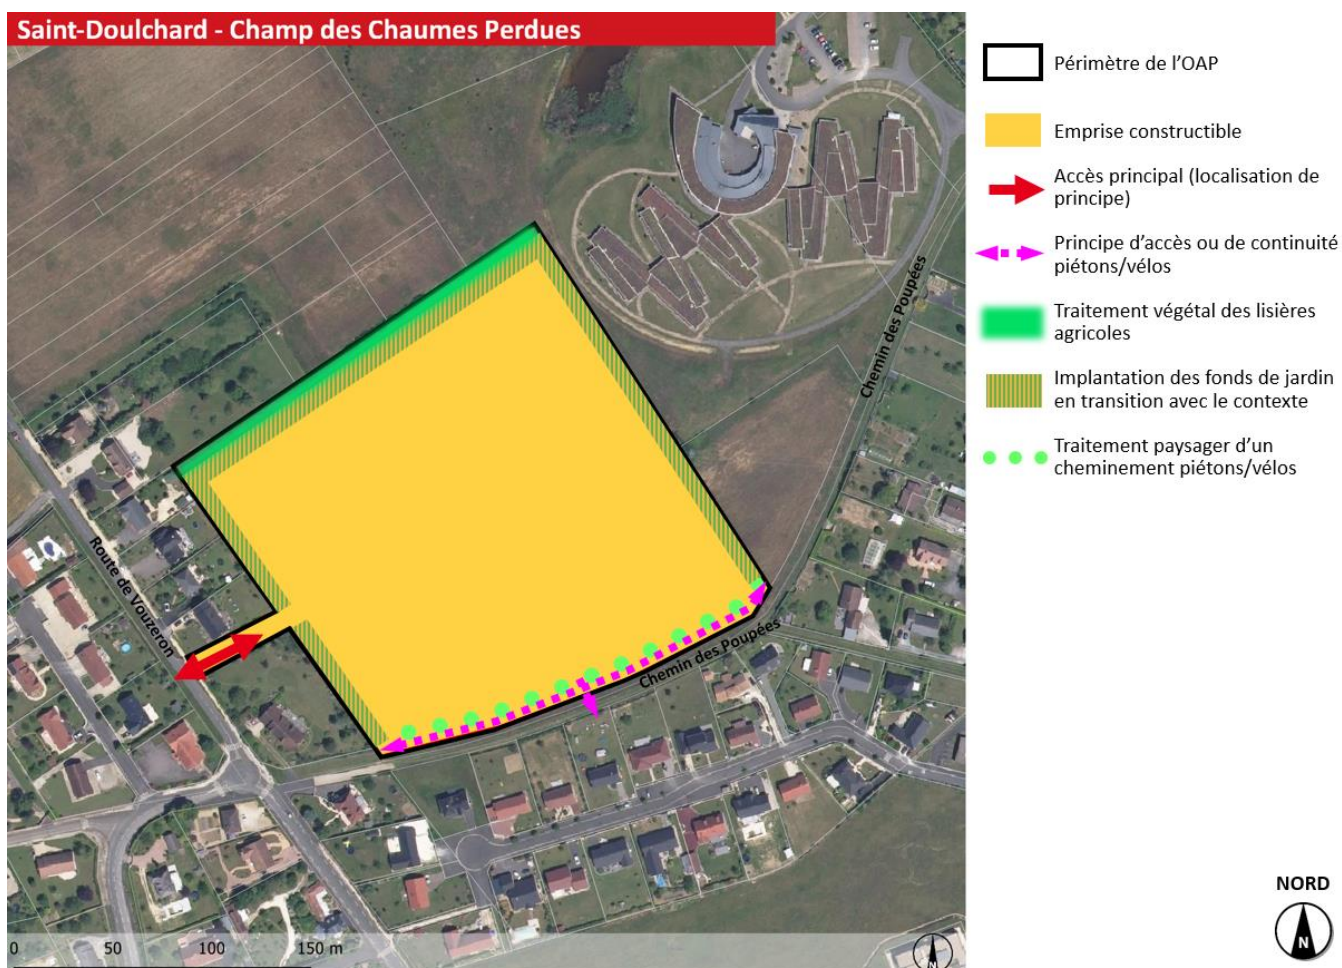 Saint-Doulchard - Champ des Chaumes Perdues
Périmètre de l'OAP
Emprise constructible
Accès principal (localisation de
principe)
Principe d'accès ou de continuité
piétons/vélos
Traitement végétal des lisières
agricoles
Implantation des fonds de jardin
en transition avec le contexte
Traitement paysager d'un
cheminement piétons/vélos
Chemin des Poupées
Route de Vouzeron
Chemin des Poupées
0 50 100 150 m
N
NORD
N